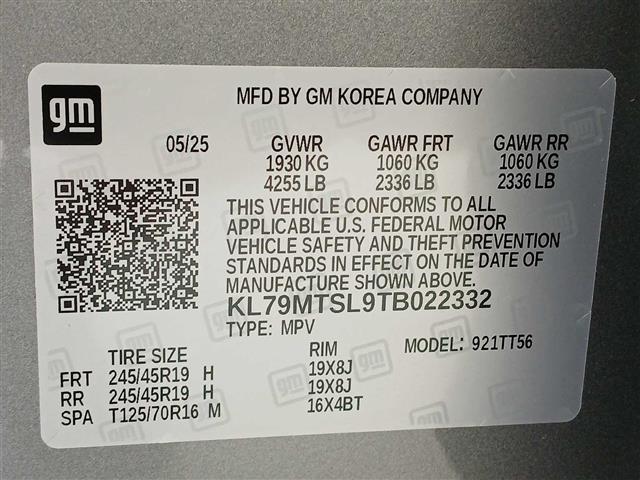 gm
MFD BY GM KOREA COMPANY
05/25 GVWR GAWR FRT GAWR RR
1930 KG 1060 KG 1060 KG
4255 LB 2336 LB 2336 LB
THIS VEHICLE CONFORMS TO ALL
APPLICABLE U.S. FEDERAL MOTOR
VEHICLE SAFETY AND THEFT PREVENTION
STANDARDS IN EFFECT ON THE DATE OF
MANUFACTURE SHOWN ABOVE.
KL79MTSL9TB022332
TYPE: MPV
TIRE SIZE RIM MODEL: 921TT56
FRT 245/45R19 H 19X8J
RR 245/45R19 H 19X8J
SPA T125/70R16 M 16X4BT